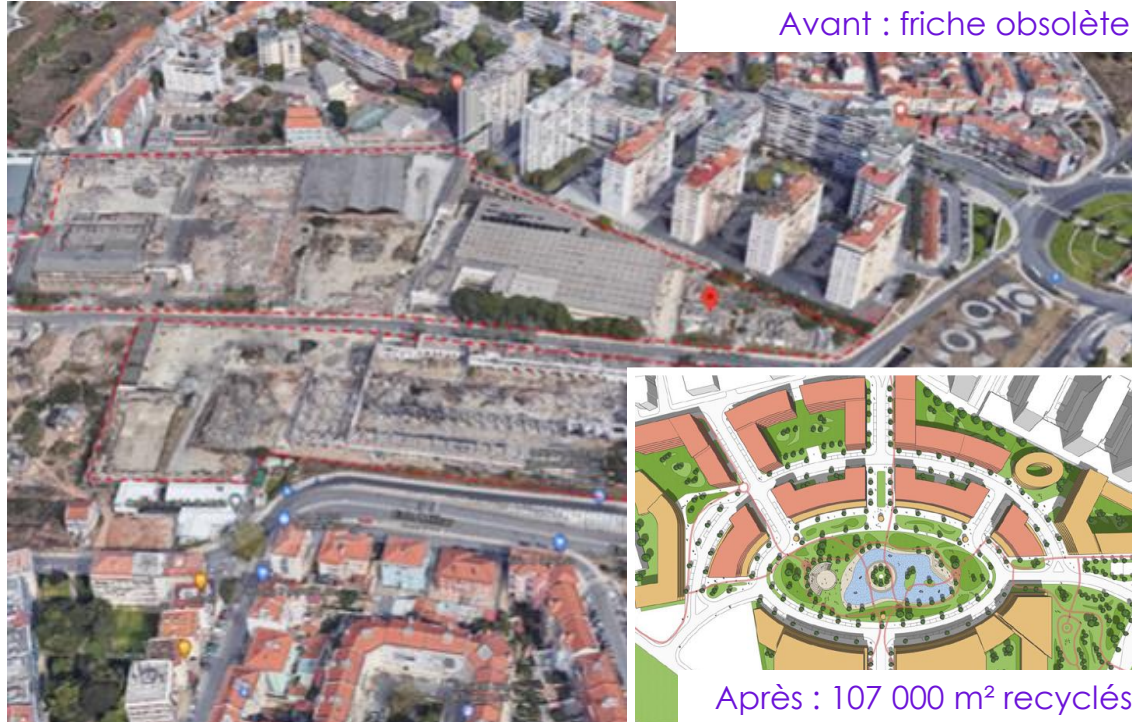 Avant : friche obsolète
Après : 107 000 m² recyclés